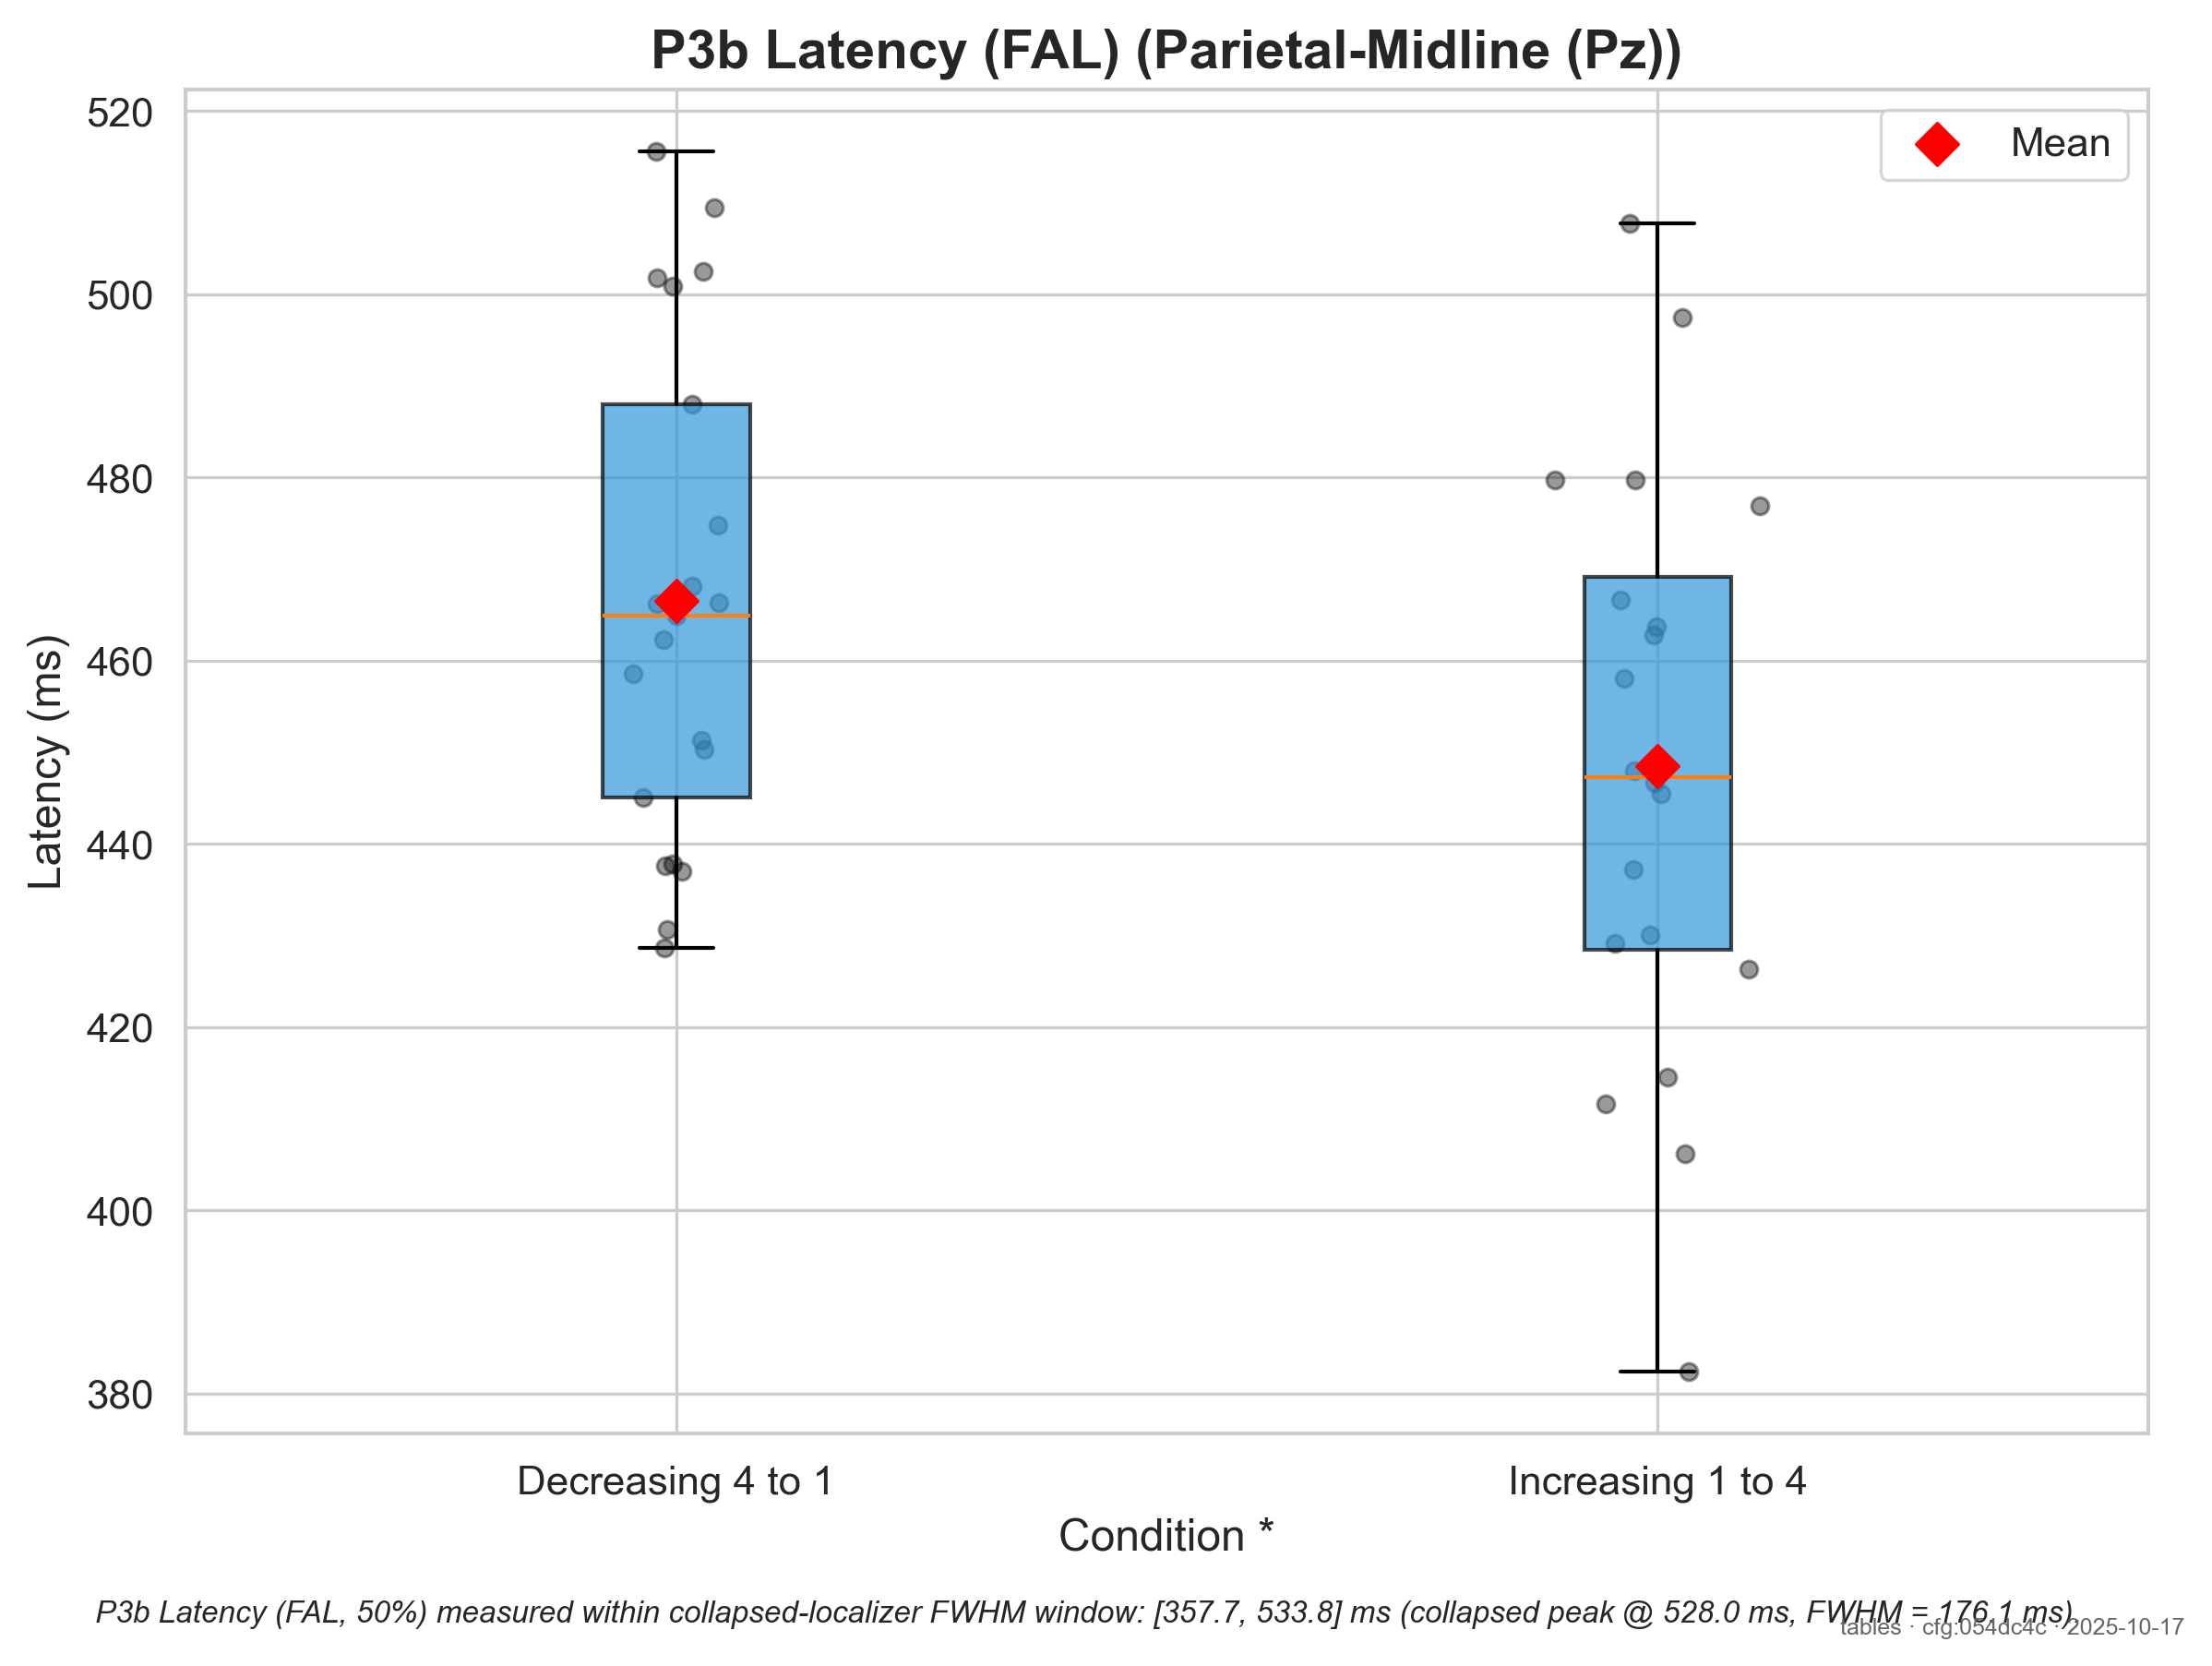 P3b Latency (FAL) (Parietal-Midline (Pz))
Mean
520
500
480
460
440
420
400
380
Latency (ms)
Decreasing 4 to 1
Increasing 1 to 4
Condition *
P3b Latency (FAL, 50%) measured within collapsed-localizer FWHM window: [357.7, 533.8] ms (collapsed peak @ 528.0 ms, FWHM = 176.1 ms)
tables · cfg:054dc4c · 2025-10-17